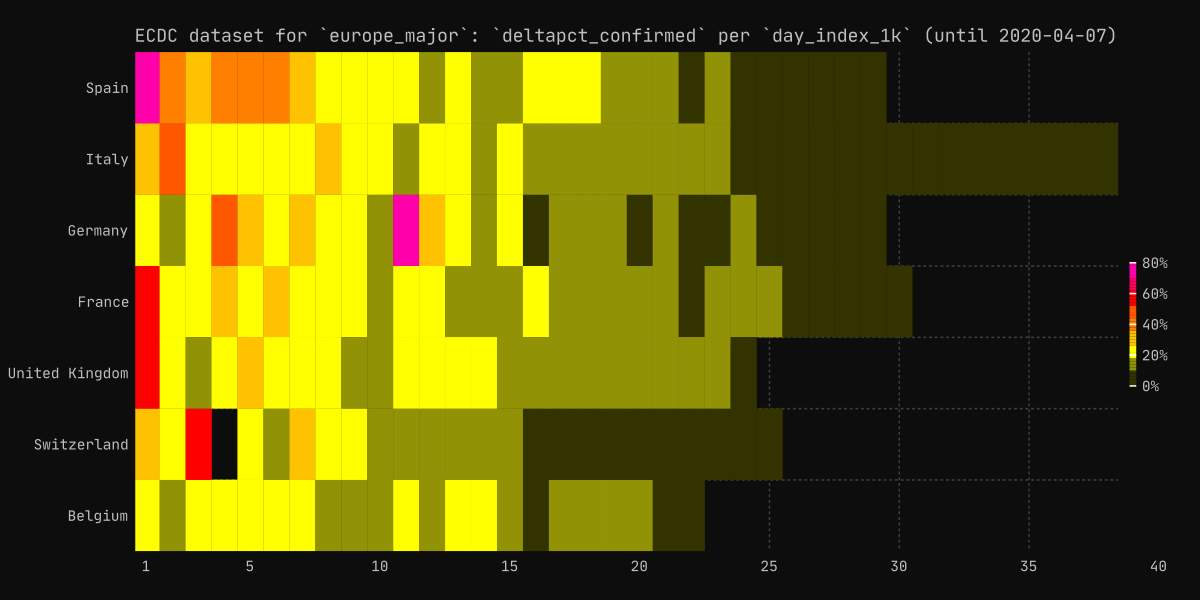 ECDC dataset for `europe_major`: `deltapct_confirmed` per `day_index_1k` (until 2020-04-07)
Spain
Italy
Germany
France
United Kingdom
Switzerland
Belgium
80%
60%
40%
20%
0%
1 5 10 15 20 25 30 35 40